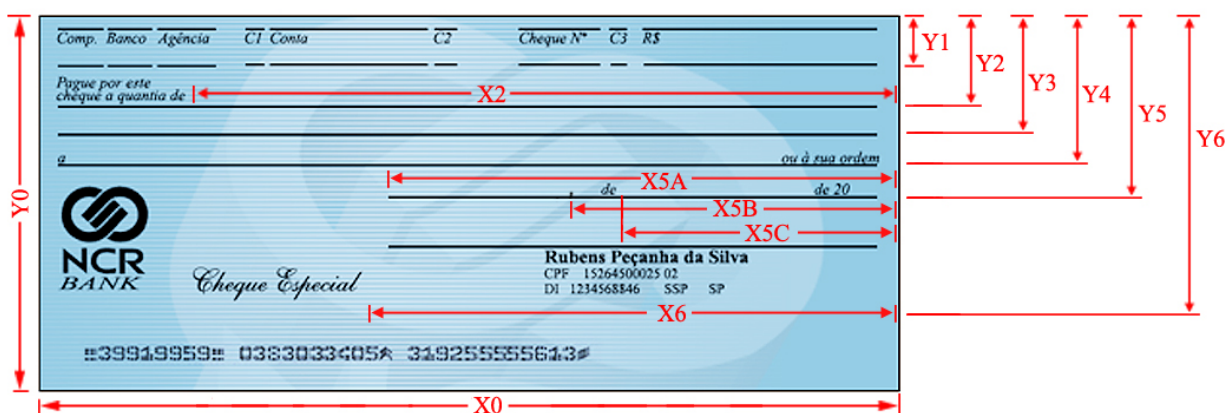 Comp. Banco Agência C1 Conta C2 Cheque Nº C3 R$
Y1
Y2
Y3
Y4
Y5
Y6
Pague por este
cheque a quantia de
X2
a ou à sua ordem
X5A
, de de 20
X5B
X5C
Y0
NCR
BANK
Cheque Especial
Rubens Peçanha da Silva
CPF 15264500025 02
DI 1234568846 SSP SP
X6
⑈39919959⑈ 0383033405⑆ 319255555613⑇
X0